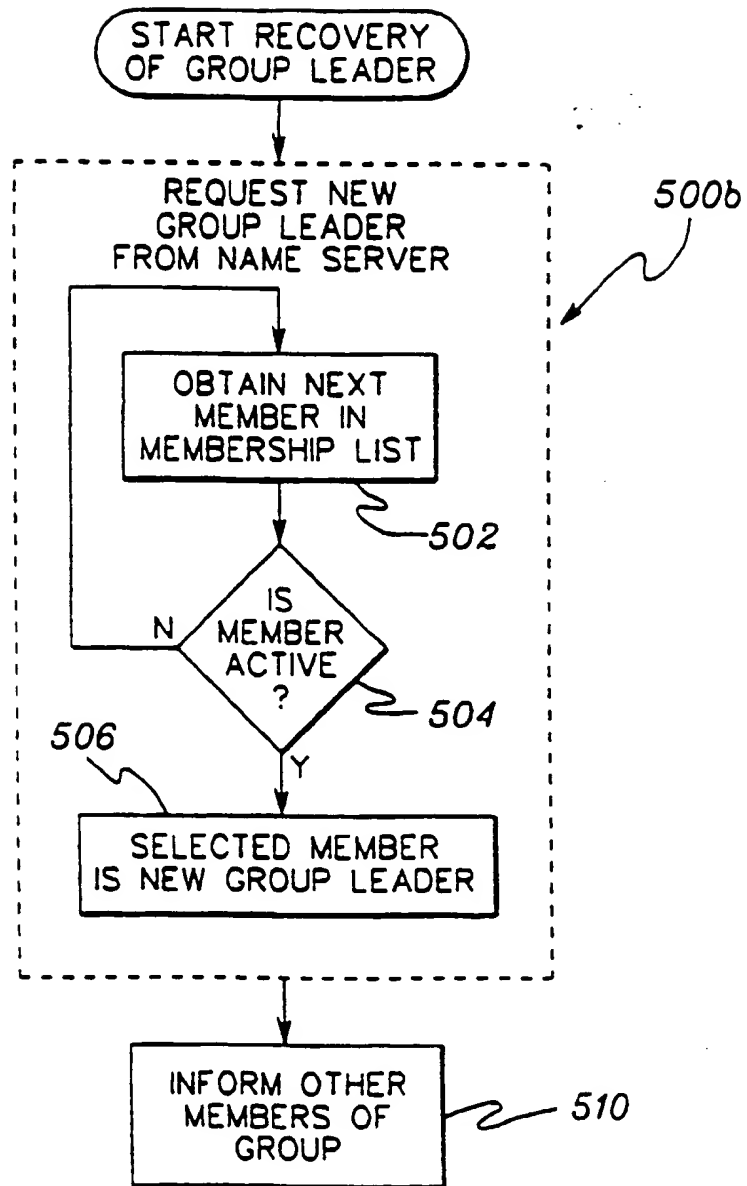 START RECOVERY
OF GROUP LEADER
REQUEST NEW
GROUP LEADER
FROM NAME SERVER
500b
OBTAIN NEXT
MEMBER IN
MEMBERSHIP LIST
502
IS
MEMBER
ACTIVE
?
N
504
Y
506
SELECTED MEMBER
IS NEW GROUP LEADER
INFORM OTHER
MEMBERS OF
GROUP
510